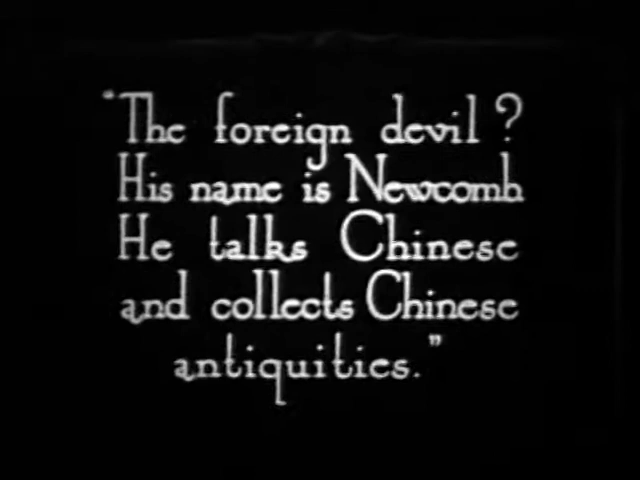 "The foreign devil?
His name is Newcomb
He talks Chinese
and collects Chinese
antiquities."